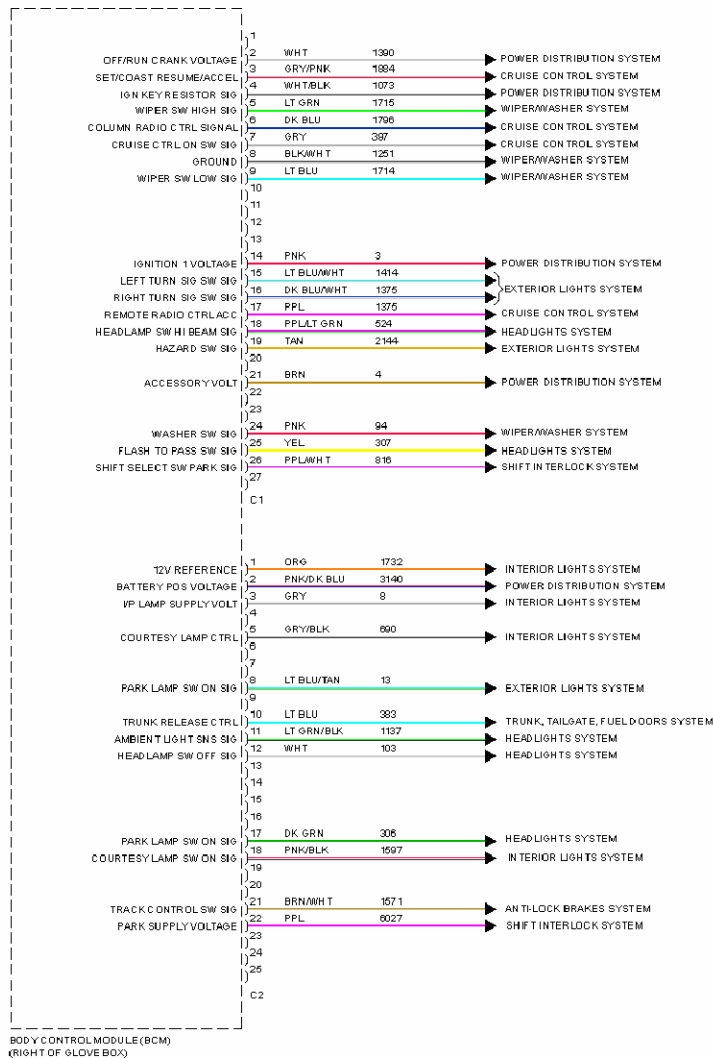 1
OFF/RUN CRANK VOLTAGE 2 WHT 1390 POWER DISTRIBUTION SYSTEM
SET/COAST RESUME/ACCEL 3 GRY/PNK 1884 CRUISE CONTROL SYSTEM
IGN KEY RESISTOR SIG 4 WHT/BLK 1073 POWER DISTRIBUTION SYSTEM
WIPER SW HIGH SIG 5 LT GRN 1715 WIPER/WASHER SYSTEM
COLUMN RADIO CTRL SIGNAL 6 DK BLU 1796 CRUISE CONTROL SYSTEM
CRUISE CTRL ON SW SIG 7 GRY 397 CRUISE CONTROL SYSTEM
GROUND 8 BLK/WHT 1251 WIPER/WASHER SYSTEM
WIPER SW LOW SIG 9 LT BLU 1714 WIPER/WASHER SYSTEM
10
11
12
13
IGNITION 1 VOLTAGE 14 PNK 3 POWER DISTRIBUTION SYSTEM
LEFT TURN SIG SW SIG 15 LT BLU/WHT 1414
EXTERIOR LIGHTS SYSTEM
RIGHT TURN SIG SW SIG 16 DK BLU/WHT 1375
REMOTE RADIO CTRL ACC 17 PPL 1375 CRUISE CONTROL SYSTEM
HEADLAMP SW HI BEAM SIG 18 PPL/LT GRN 524 HEADLIGHTS SYSTEM
HAZARD SW SIG 19 TAN 2144 EXTERIOR LIGHTS SYSTEM
20
ACCESSORY VOLT 21 BRN 4 POWER DISTRIBUTION SYSTEM
22
23
WASHER SW SIG 24 PNK 94 WIPER/WASHER SYSTEM
FLASH TO PASS SW SIG 25 YEL 307 HEADLIGHTS SYSTEM
SHIFT SELECT SW PARK SIG 26 PPL/WHT 816 SHIFT INTERLOCK SYSTEM
27
C1
12V REFERENCE 1 ORG 1732 INTERIOR LIGHTS SYSTEM
BATTERY POS VOLTAGE 2 PNK/DK BLU 3140 POWER DISTRIBUTION SYSTEM
I/P LAMP SUPPLY VOLT 3 GRY 8 INTERIOR LIGHTS SYSTEM
4
COURTESY LAMP CTRL 5 GRY/BLK 690 INTERIOR LIGHTS SYSTEM
6
7
PARK LAMP SW ON SIG 8 LT BLU/TAN 13 EXTERIOR LIGHTS SYSTEM
9
TRUNK RELEASE CTRL 10 LT BLU 383 TRUNK, TAILGATE, FUEL DOORS SYSTEM
AMBIENT LIGHT SNS SIG 11 LT GRN/BLK 1137 HEADLIGHTS SYSTEM
HEADLAMP SW OFF SIG 12 WHT 103 HEADLIGHTS SYSTEM
13
14
15
16
PARK LAMP SW ON SIG 17 DK GRN 306 HEADLIGHTS SYSTEM
COURTESY LAMP SW ON SIG 18 PNK/BLK 1597 INTERIOR LIGHTS SYSTEM
19
20
TRACK CONTROL SW SIG 21 BRN/WHT 1571 ANTI-LOCK BRAKES SYSTEM
PARK SUPPLY VOLTAGE 22 PPL 6027 SHIFT INTERLOCK SYSTEM
23
24
25
C2
BODY CONTROL MODULE (BCM)
(RIGHT OF GLOVE BOX)